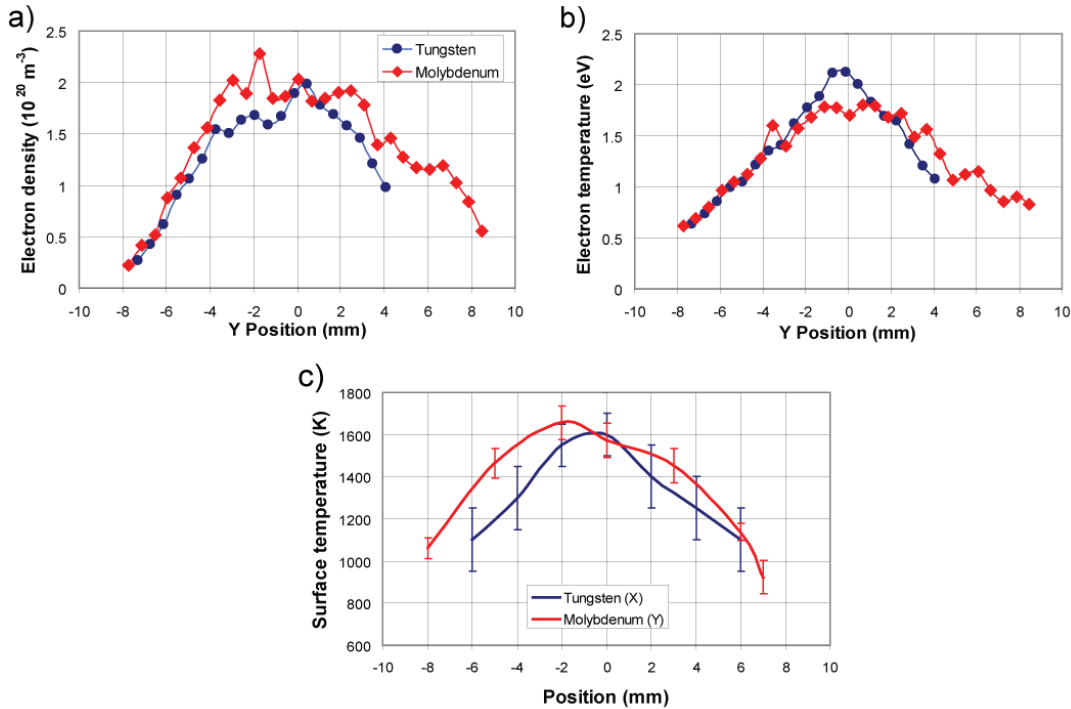 a)
Electron density (10²⁰ m⁻³)
2.5
2
1.5
1
0.5
0
-10 -8 -6 -4 -2 0 2 4 6 8 10
Y Position (mm)
Tungsten
Molybdenum
b)
Electron temperature (eV)
2.5
2.0
1.5
1.0
0.5
0.0
-10 -8 -6 -4 -2 0 2 4 6 8 10
Y Position (mm)
c)
Surface temperature (K)
1800
1600
1400
1200
1000
800
600
-10 -8 -6 -4 -2 0 2 4 6 8 10
Position (mm)
Tungsten (X)
Molybdenum (Y)